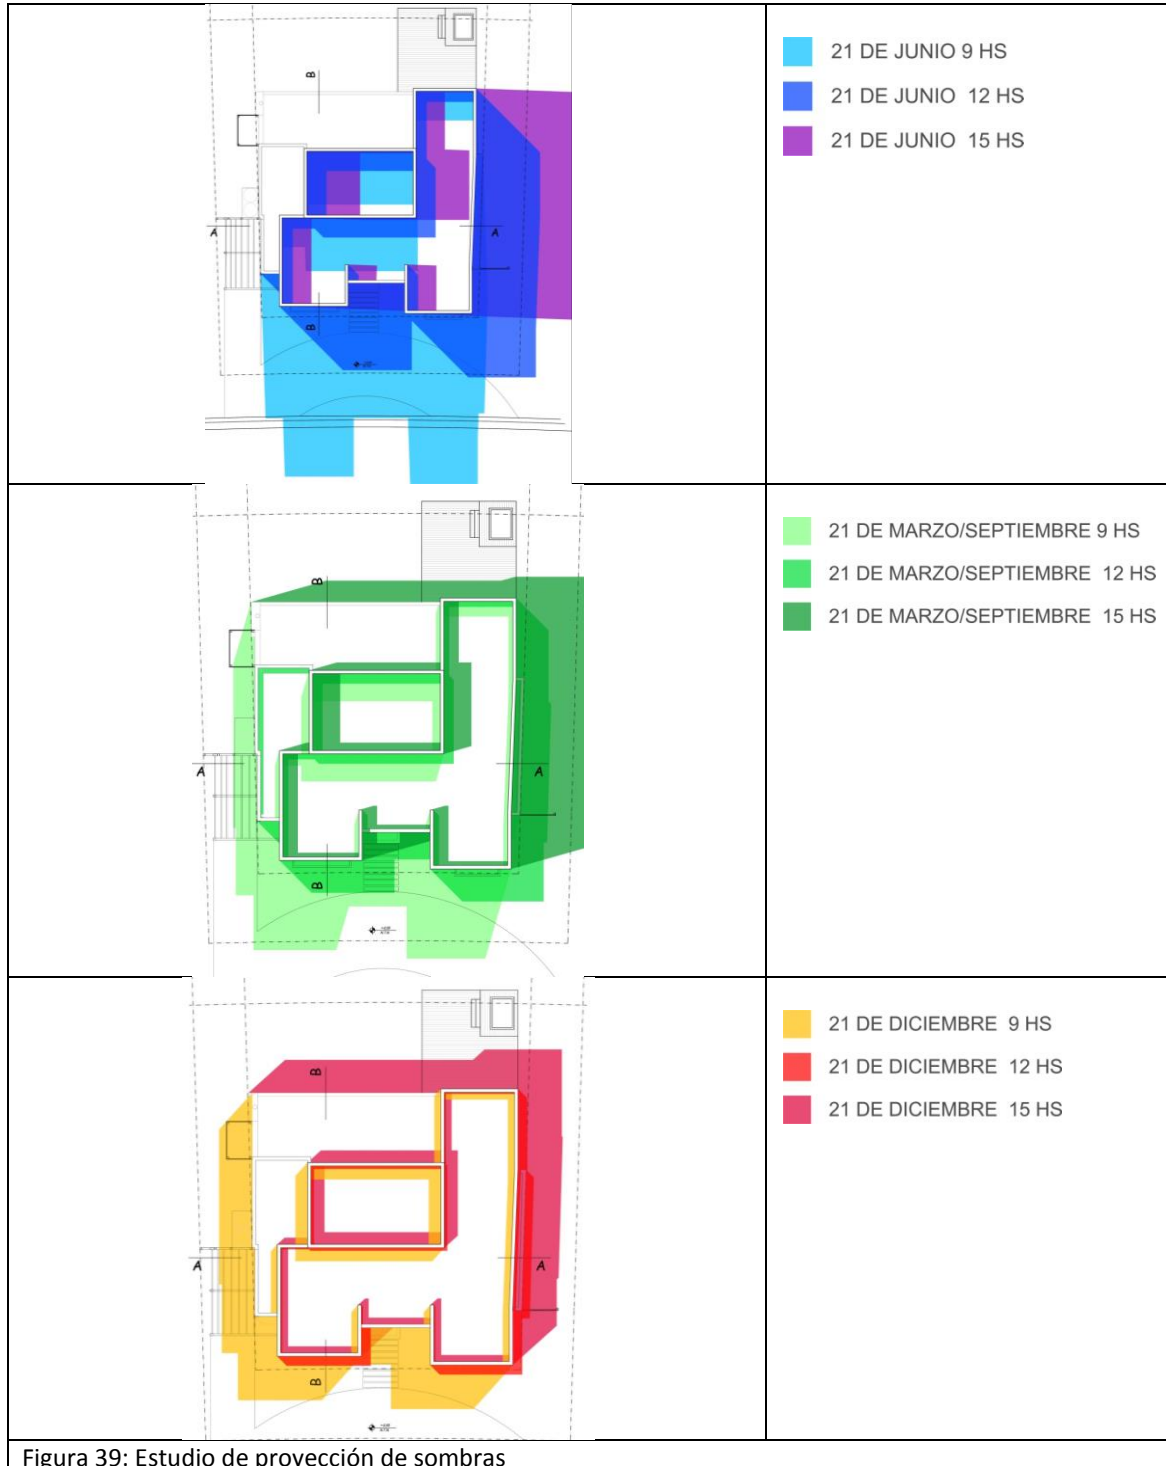 B
A
A
B
21 DE JUNIO 9 HS
21 DE JUNIO 12 HS
21 DE JUNIO 15 HS
B
A
A
B
21 DE MARZO/SEPTIEMBRE 9 HS
21 DE MARZO/SEPTIEMBRE 12 HS
21 DE MARZO/SEPTIEMBRE 15 HS
B
A
A
B
21 DE DICIEMBRE 9 HS
21 DE DICIEMBRE 12 HS
21 DE DICIEMBRE 15 HS
Figura 39: Estudio de proyección de sombras